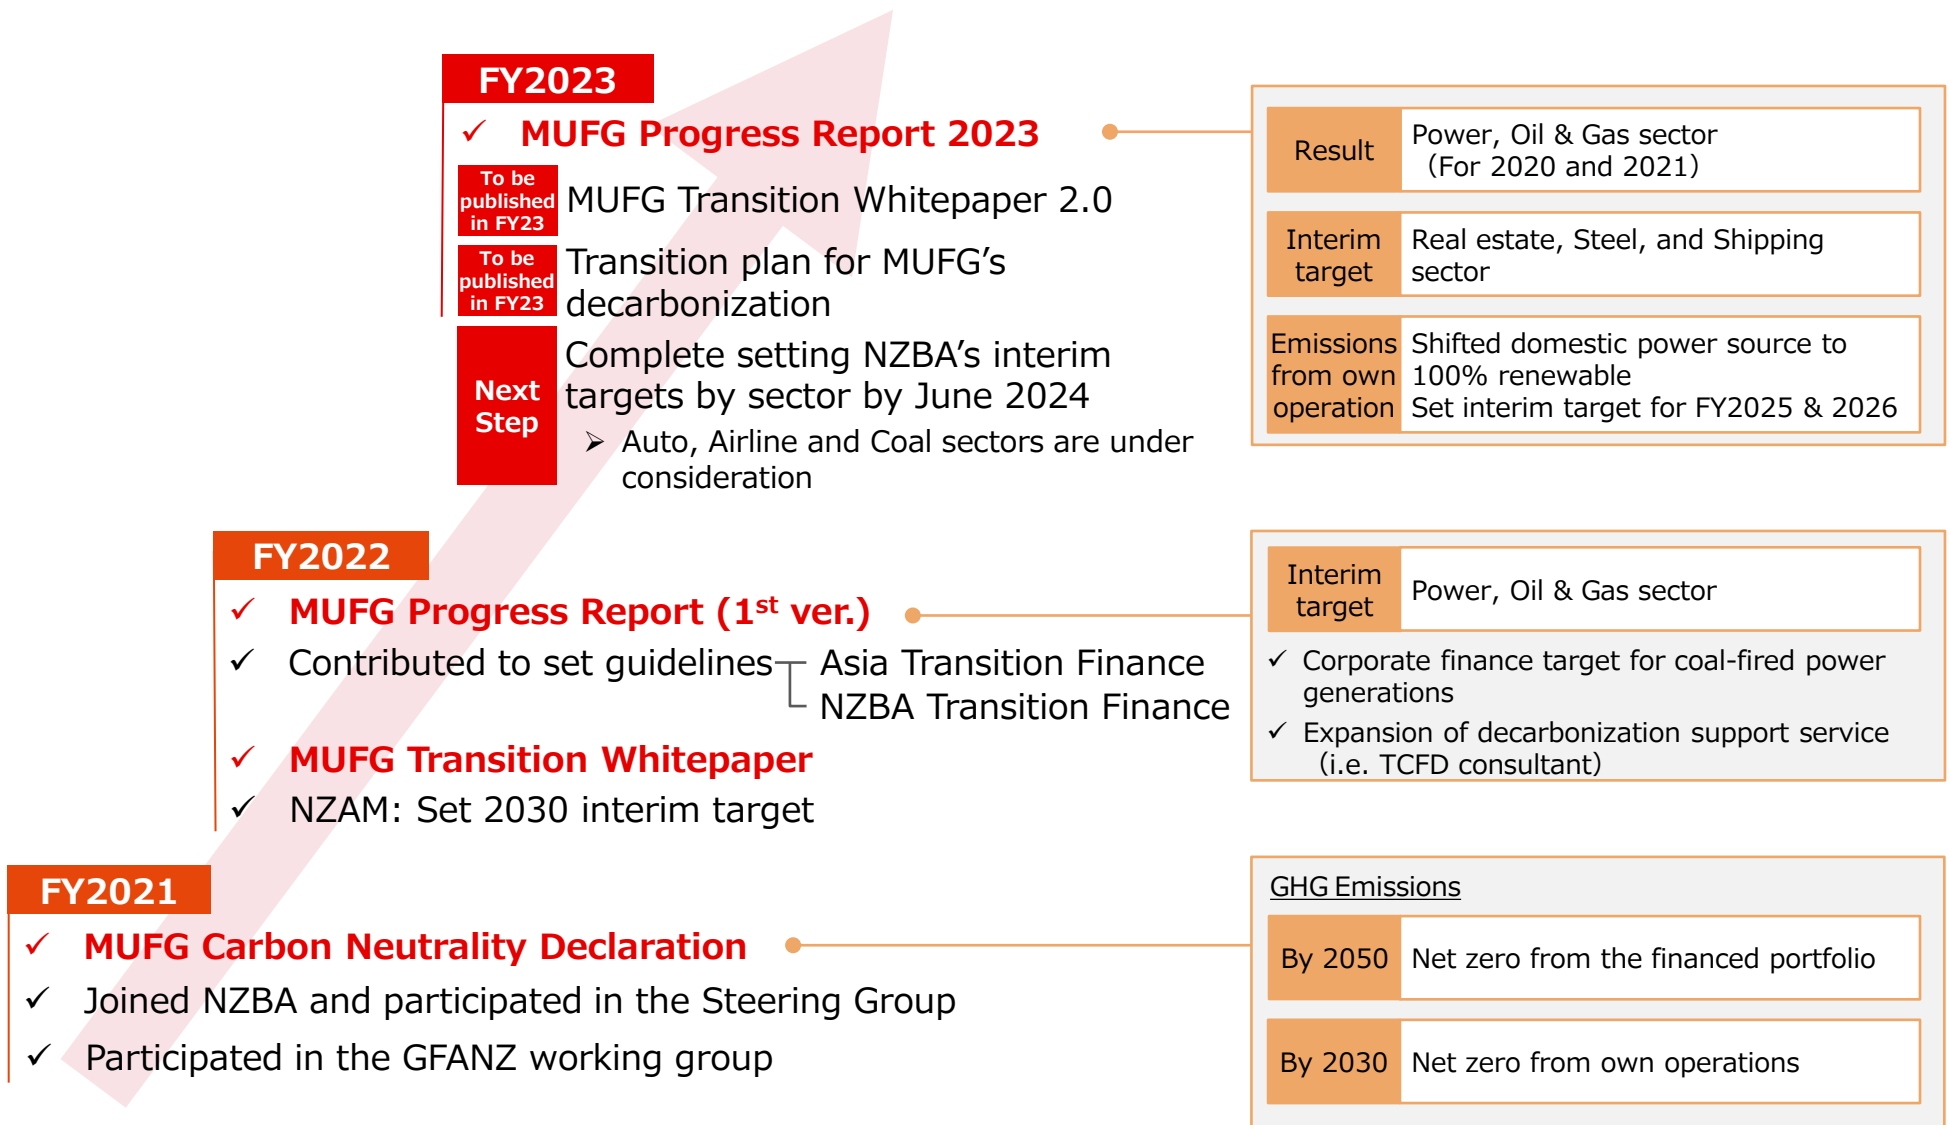 FY2023
✓ MUFG Progress Report 2023
To be
published
in FY23
MUFG Transition Whitepaper 2.0
To be
published
in FY23
Transition plan for MUFG’s
decarbonization
Next
Step
Complete setting NZBA’s interim
targets by sector by June 2024
➢ Auto, Airline and Coal sectors are under
consideration
Result
Power, Oil & Gas sector
（For 2020 and 2021）
Interim
target
Real estate, Steel, and Shipping
sector
Emissions
from own
operation
Shifted domestic power source to
100% renewable
Set interim target for FY2025 & 2026
FY2022
✓ MUFG Progress Report (1st ver.)
✓ Contributed to set guidelines
Asia Transition Finance
NZBA Transition Finance
✓ MUFG Transition Whitepaper
✓ NZAM: Set 2030 interim target
Interim
target
Power, Oil & Gas sector
✓ Corporate finance target for coal-fired power
generations
✓ Expansion of decarbonization support service
（i.e. TCFD consultant）
FY2021
✓ MUFG Carbon Neutrality Declaration
✓ Joined NZBA and participated in the Steering Group
✓ Participated in the GFANZ working group
GHG Emissions
By 2050
Net zero from the financed portfolio
By 2030
Net zero from own operations